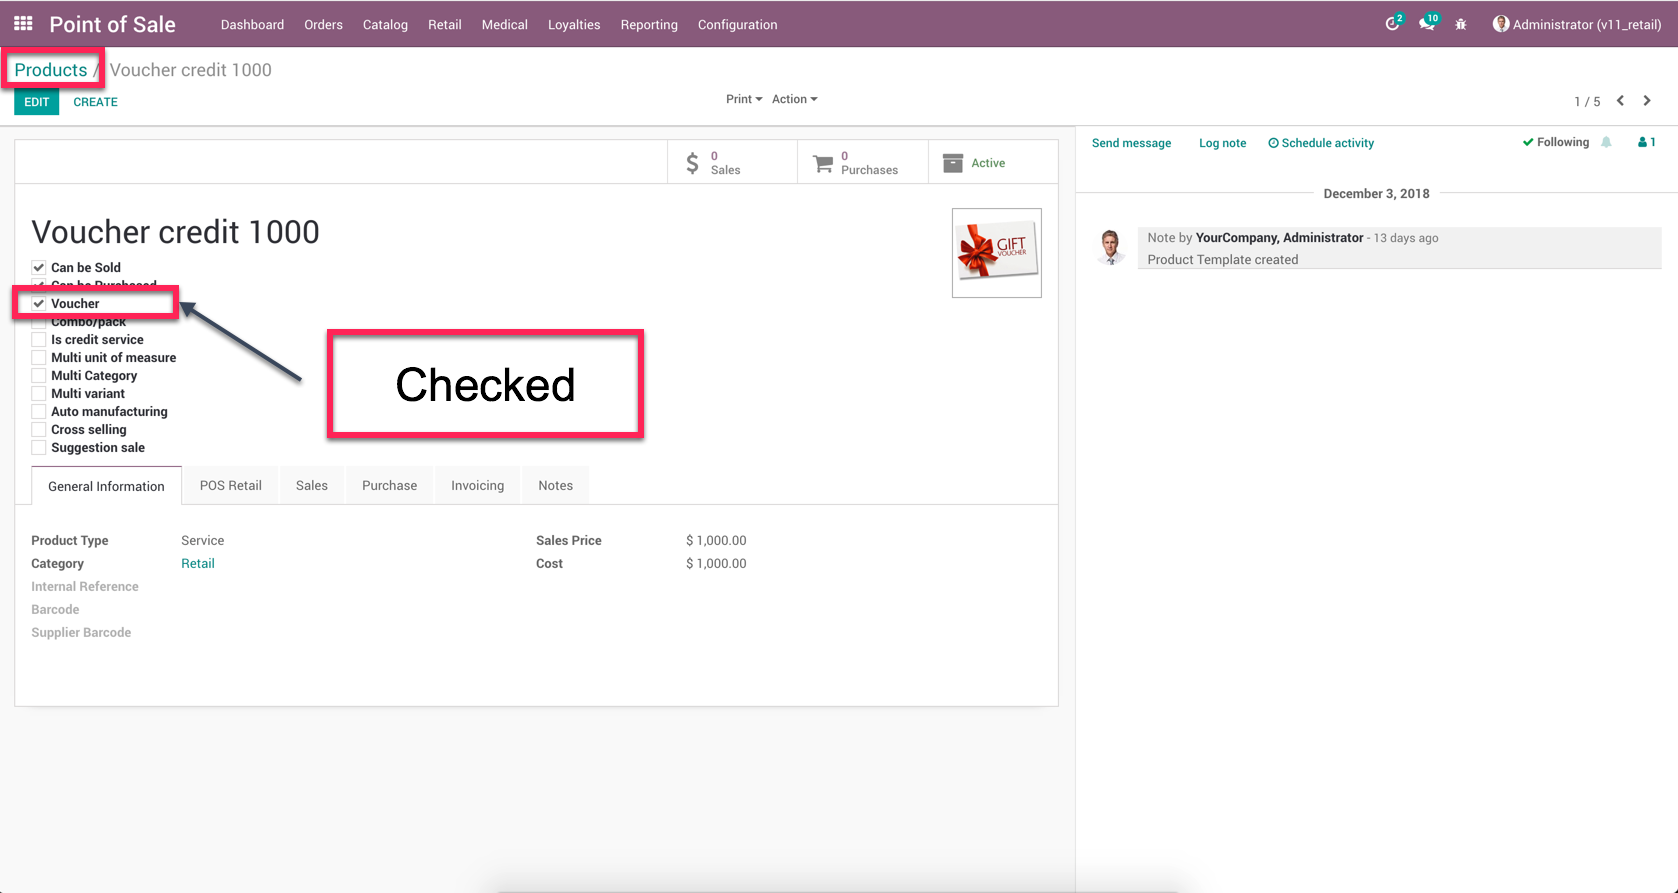 Point of Sale Dashboard Orders Catalog Retail Medical Loyalties Reporting Configuration 2 10 Administrator (v11_retail)
Products / Voucher credit 1000
EDIT CREATE Print Action 1 / 5
0 Sales
0 Purchases
Active
Send message Log note Schedule activity Following 1
December 3, 2018
Note by YourCompany, Administrator - 13 days ago
Product Template created
Voucher credit 1000
GIFT
VOUCHER
Can be Sold
Can be Purchased
Voucher
Combo/pack
Is credit service
Multi unit of measure
Multi Category
Multi variant
Auto manufacturing
Cross selling
Suggestion sale
Checked
General Information POS Retail Sales Purchase Invoicing Notes
Product Type Service Sales Price $ 1,000.00
Category Retail Cost $ 1,000.00
Internal Reference
Barcode
Supplier Barcode